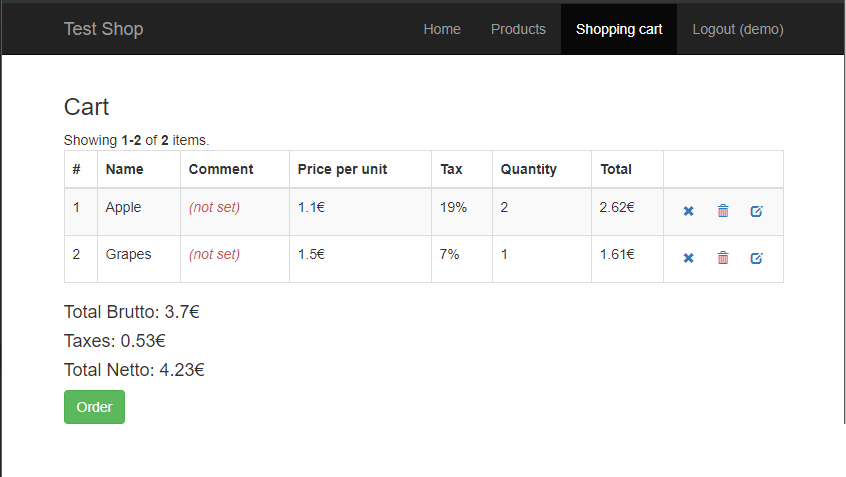 Test Shop Home Products Shopping cart Logout (demo)
Cart
Showing 1-2 of 2 items.
# Name Comment Price per unit Tax Quantity Total
1 Apple (not set) 1.1€ 19% 2 2.62€
2 Grapes (not set) 1.5€ 7% 1 1.61€
Total Brutto: 3.7€
Taxes: 0.53€
Total Netto: 4.23€
Order